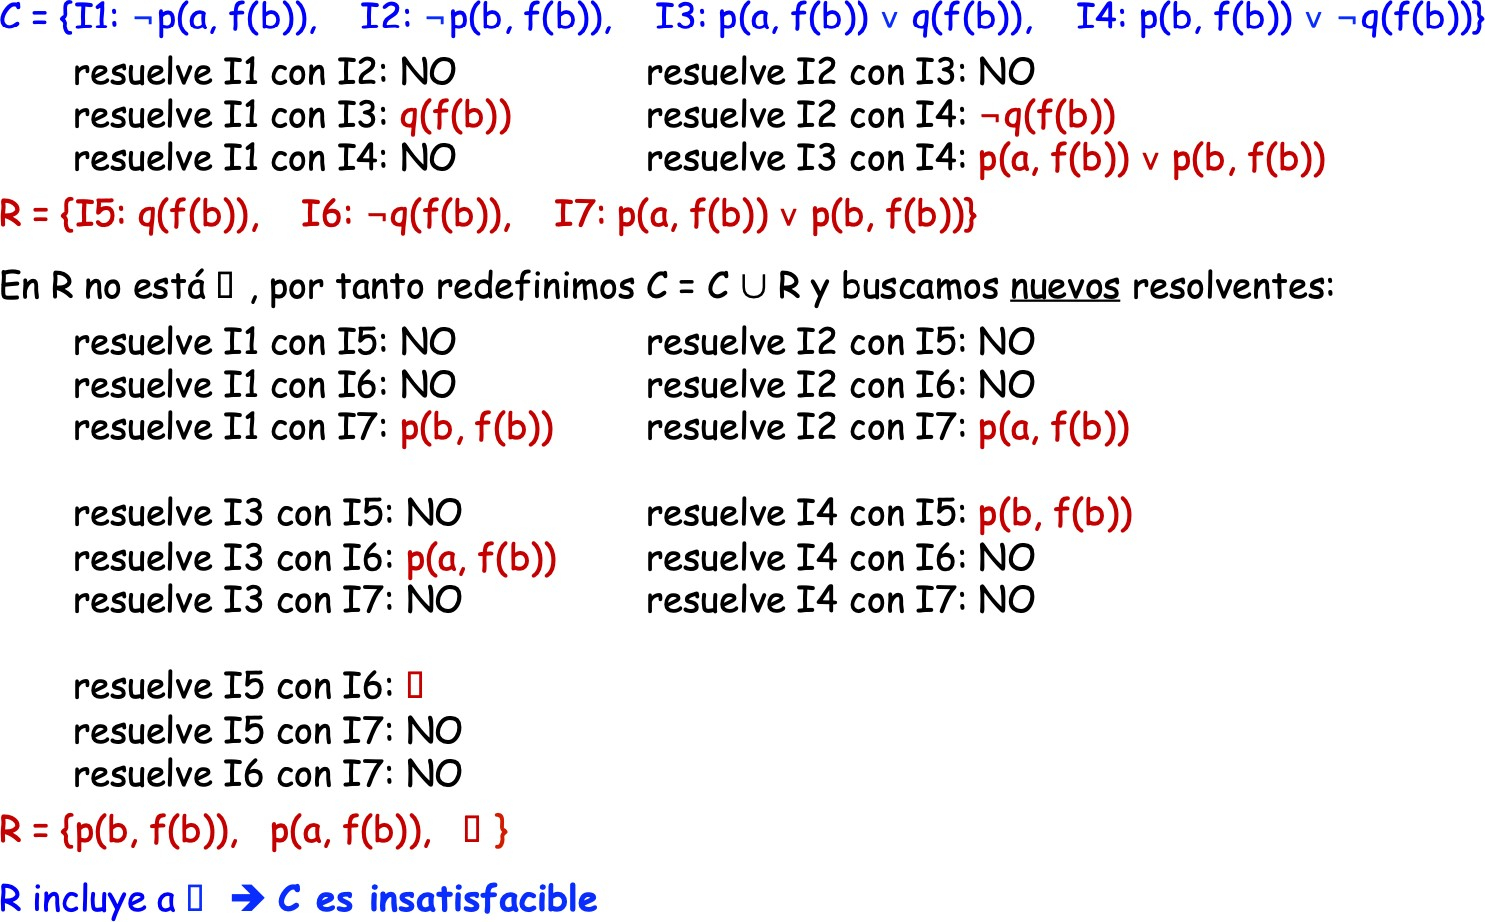 C = {I1: ¬p(a, f(b)), I2: ¬p(b, f(b)), I3: p(a, f(b)) ∨ q(f(b)), I4: p(b, f(b)) ∨ ¬q(f(b))}
resuelve I1 con I2: NO resuelve I2 con I3: NO
resuelve I1 con I3: q(f(b)) resuelve I2 con I4: ¬q(f(b))
resuelve I1 con I4: NO resuelve I3 con I4: p(a, f(b)) ∨ p(b, f(b))
R = {I5: q(f(b)), I6: ¬q(f(b)), I7: p(a, f(b)) ∨ p(b, f(b))}
En R no está ▯ , por tanto redefinimos C = C ∪ R y buscamos nuevos resolventes:
resuelve I1 con I5: NO resuelve I2 con I5: NO
resuelve I1 con I6: NO resuelve I2 con I6: NO
resuelve I1 con I7: p(b, f(b)) resuelve I2 con I7: p(a, f(b))
resuelve I3 con I5: NO resuelve I4 con I5: p(b, f(b))
resuelve I3 con I6: p(a, f(b)) resuelve I4 con I6: NO
resuelve I3 con I7: NO resuelve I4 con I7: NO
resuelve I5 con I6: ▯
resuelve I5 con I7: NO
resuelve I6 con I7: NO
R = {p(b, f(b)), p(a, f(b)), ▯ }
R incluye a ▯ ➔ C es insatisfacible